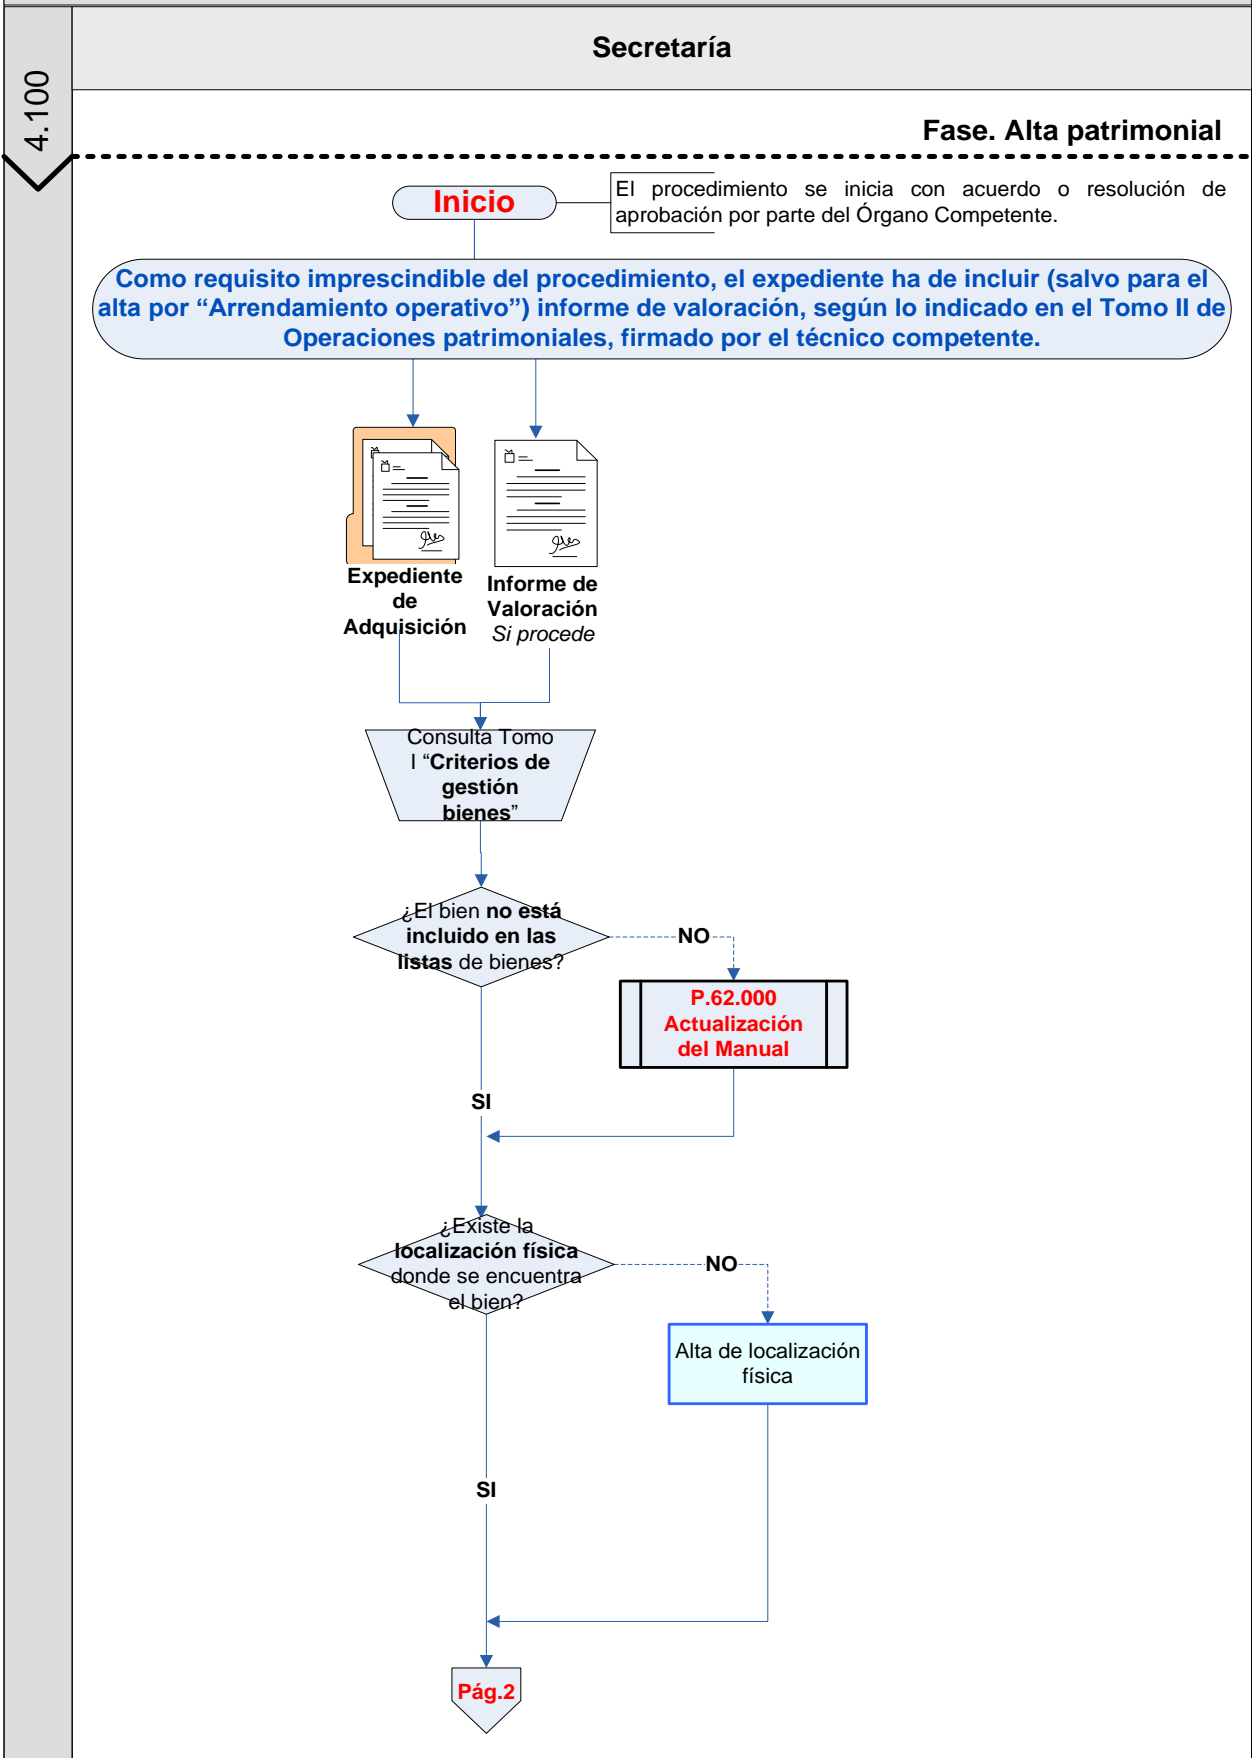 Secretaría
4.100
Fase. Alta patrimonial
Inicio
El procedimiento se inicia con acuerdo o resolución de
aprobación por parte del Órgano Competente.
Como requisito imprescindible del procedimiento, el expediente ha de incluir (salvo para el
alta por “Arrendamiento operativo”) informe de valoración, según lo indicado en el Tomo II de
Operaciones patrimoniales, firmado por el técnico competente.
Expediente
de
Adquisición
Informe de
Valoración
Si procede
Consulta Tomo
I “Criterios de
gestión
bienes”
¿El bien no está
incluido en las
listas de bienes?
NO
P.62.000
Actualización
del Manual
SI
¿Existe la
localización física
donde se encuentra
el bien?
NO
Alta de localización
física
SI
Pág.2